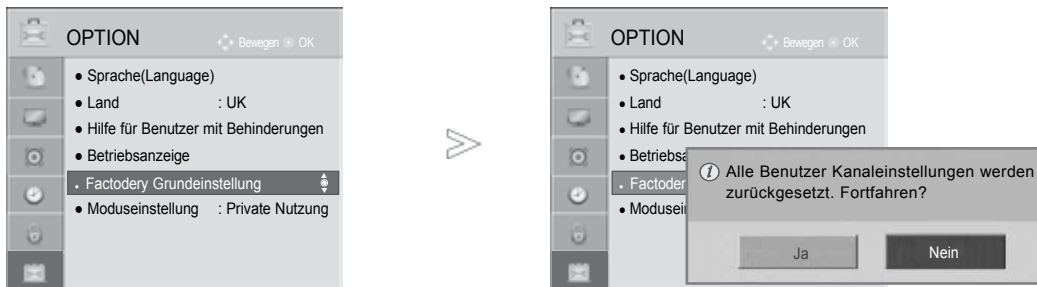 OPTION
Bewegen OK
● Sprache(Language)
● Land : UK
● Hilfe für Benutzer mit Behinderungen
● Betriebsanzeige
● Factodery Grundeinstellung
● Moduseinstellung : Private Nutzung
>
OPTION
Bewegen OK
● Sprache(Language)
● Land : UK
● Hilfe für Benutzer mit Behinderungen
● Betriebsa
● Factoder
● Modusei
i Alle Benutzer Kanaleinstellungen werden
zurückgesetzt. Fortfahren?
Ja
Nein